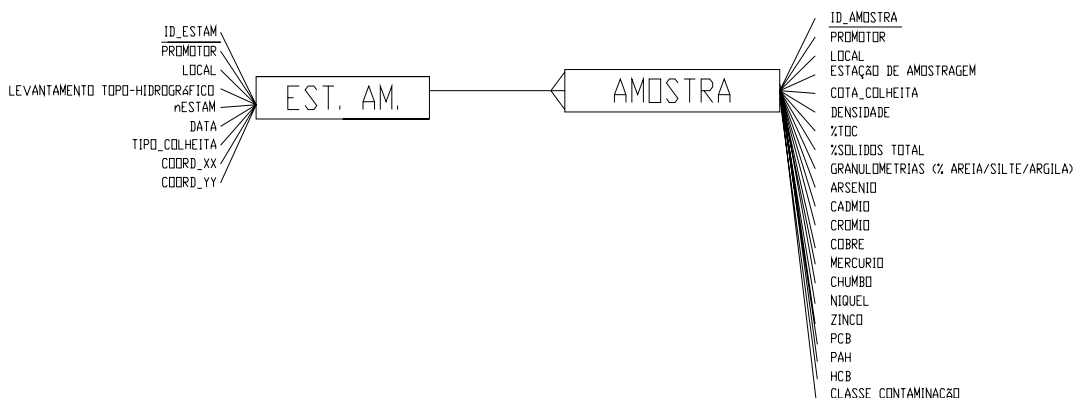 ID_ESTAM
PROMOTOR
LOCAL
LEVANTAMENTO TOPO-HIDROGRáFICO
nESTAM
DATA
TIPO_COLHEITA
COORD_XX
COORD_YY
EST. AM.
AMOSTRA
ID_AMOSTRA
PROMOTOR
LOCAL
ESTAÇÃO DE AMOSTRAGEM
COTA_COLHEITA
DENSIDADE
%TOC
%SOLIDOS TOTAL
GRANULOMETRIAS (% AREIA/SILTE/ARGILA)
ARSENIO
CADMIO
CROMIO
COBRE
MERCURIO
CHUMBO
NIQUEL
ZINCO
PCB
PAH
HCB
CLASSE CONTAMINAÇÃO